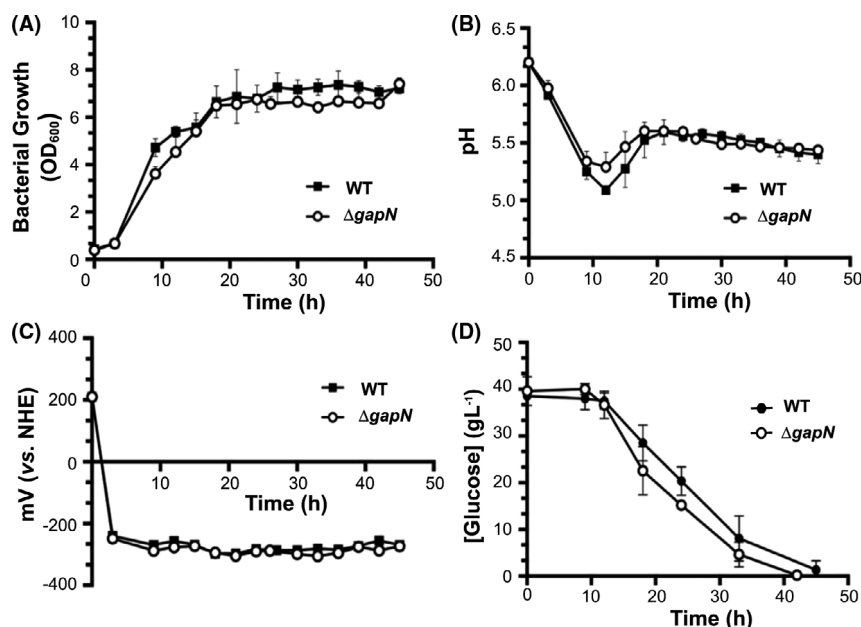 (A)
10
8
6
4
2
0
Bacterial Growth
(OD600)
WT
ΔgapN
0 10 20 30 40 50
Time (h)
(B)
6.5
6.0
5.5
5.0
4.5
pH
WT
ΔgapN
0 10 20 30 40 50
Time (h)
(C)
400
200
0
-200
-400
mV (vs. NHE)
WT
ΔgapN
10 20 30 40 50
Time (h)
(D)
50
40
30
20
10
0
[Glucose] (gL-1)
WT
ΔgapN
0 10 20 30 40 50
Time (h)